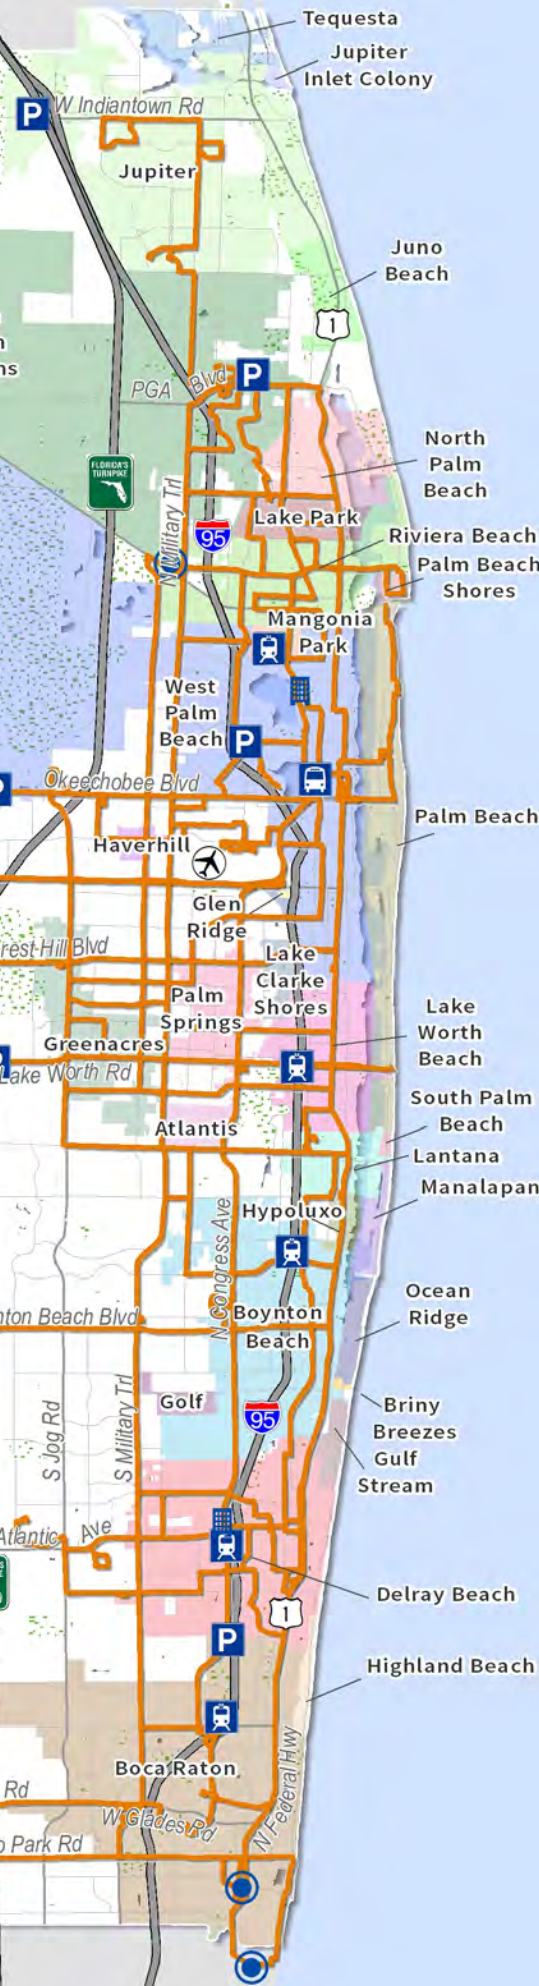 Tequesta
Jupiter
Inlet Colony
P
W Indiantown Rd
Jupiter
Juno
Beach
1
n
ns
P
PGA Blvd
North
Palm
Beach
FLORIDA'S
TURNPIKE
N Military Trl
95
Lake Park
Riviera Beach
Palm Beach
Shores
Mangonia
Park
West
Palm
Beach
P
Okeechobee Blvd
Palm Beach
Haverhill
Glen
Ridge
rest-Hill Blvd
Lake
Clarke
Shores
Palm
Springs
Lake
Worth
Beach
Greenacres
Lake Worth Rd
South Palm
Beach
Atlantis
Lantana
Manalapan
Hypoluxo
N Congress Ave
Ocean
Ridge
nton Beach Blvd
Boynton
Beach
S Military Trl
S Jog Rd
Golf
95
Briny
Breezes
Gulf
Stream
Atlantic Ave
Delray Beach
1
P
Highland Beach
Boca Raton
N Federal Hwy
Rd
W Glades Rd
o Park Rd